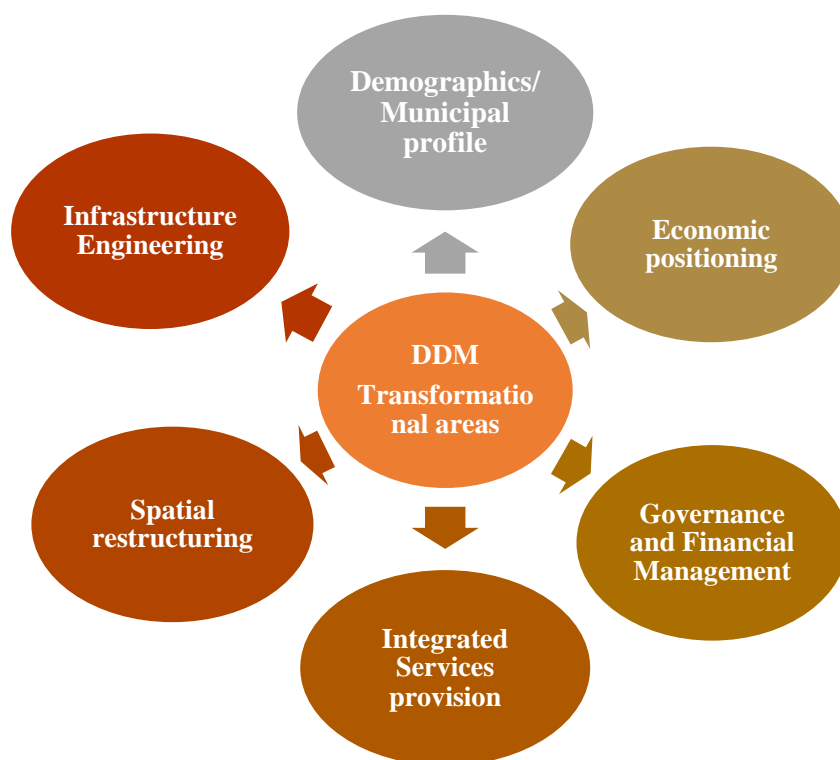 Demographics/
Municipal
profile
Economic
positioning
Governance
and Financial
Management
Integrated
Services
provision
Spatial
restructuring
Infrastructure
Engineering
DDM
Transformatio
nal areas